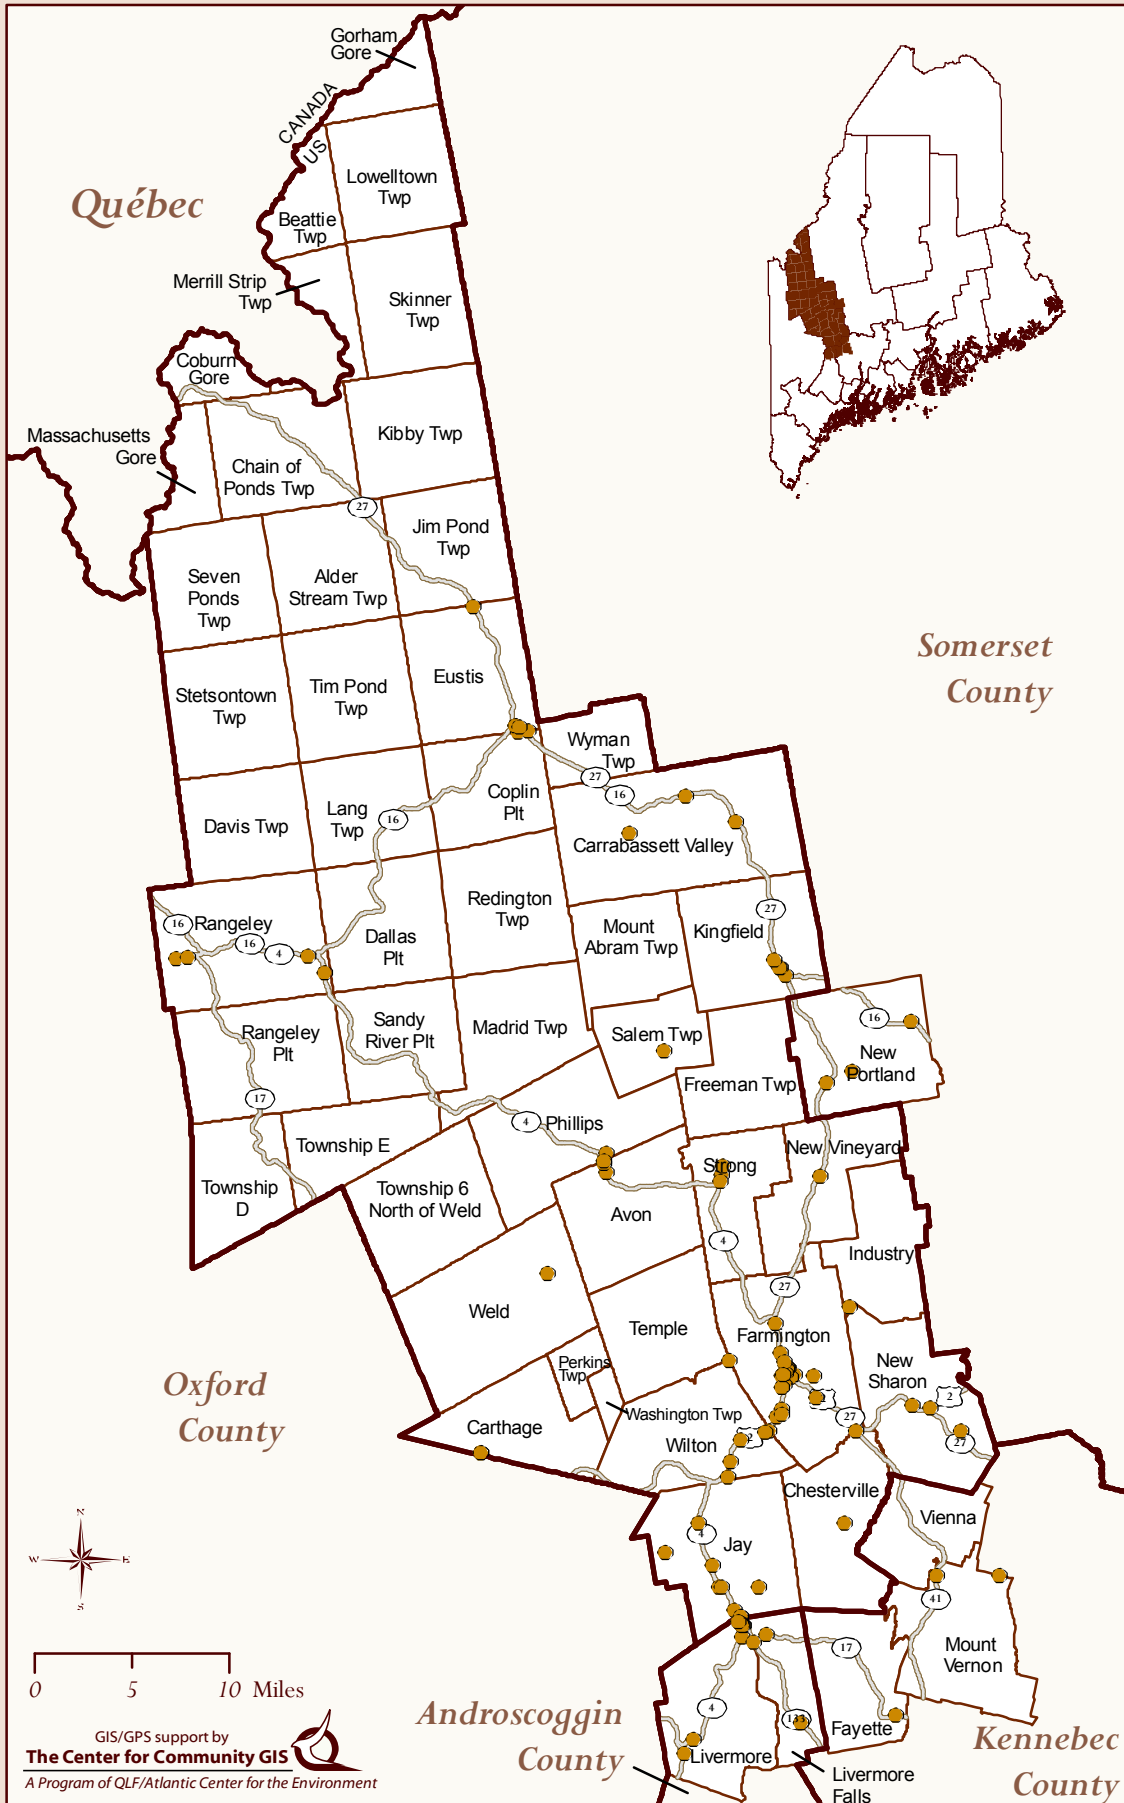 Gorham
Gore
CANADA
US
Québec
Lowelltown
Twp
Beattie
Twp
Merrill Strip
Twp
Skinner
Twp
Coburn
Gore
Massachusetts
Gore
Kibby Twp
Chain of
Ponds Twp
27
Jim Pond
Twp
Seven
Ponds
Twp
Alder
Stream Twp
Somerset
County
Stetsontown
Twp
Tim Pond
Twp
Eustis
Wyman
Twp
27
16
Coplin
Plt
Davis Twp
Lang
Twp
16
Carrabassett Valley
Redington
Twp
27
16
Rangeley
16
4
Dallas
Plt
Mount
Abram Twp
Kingfield
Rangeley
Plt
Sandy
River Plt
Madrid Twp
Salem Twp
16
New
Portland
Freeman Twp
17
4
Phillips
Township E
Strong
New Vineyard
Township
D
Township 6
North of Weld
Avon
4
Industry
27
Weld
Temple
Farmington
Perkins
Twp
New
Sharon
2
2
27
Oxford
County
Carthage
Washington Twp
Wilton
2
27
Chesterville
Vienna
N
W
E
S
4
Jay
41
Mount
Vernon
17
0
5
10 Miles
4
133
Fayette
Livermore
Livermore
Falls
Androscoggin
County
Kennebec
County
GIS/GPS support by
The Center for Community GIS
A Program of QLF/Atlantic Center for the Environment